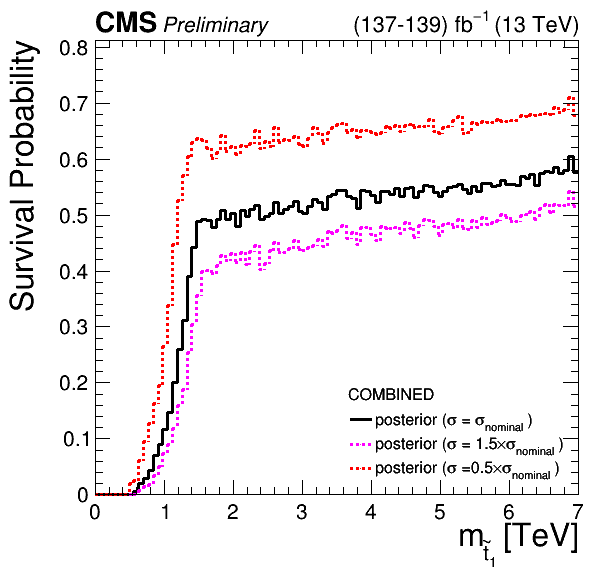 CMS Preliminary (137-139) fb⁻¹ (13 TeV)
Survival Probability
0.8
0.7
0.6
0.5
0.4
0.3
0.2
0.1
0
COMBINED
posterior (σ = σnominal )
posterior (σ = 1.5×σnominal )
posterior (σ =0.5×σnominal )
0 1 2 3 4 5 6 7
m t̃₁ [TeV]